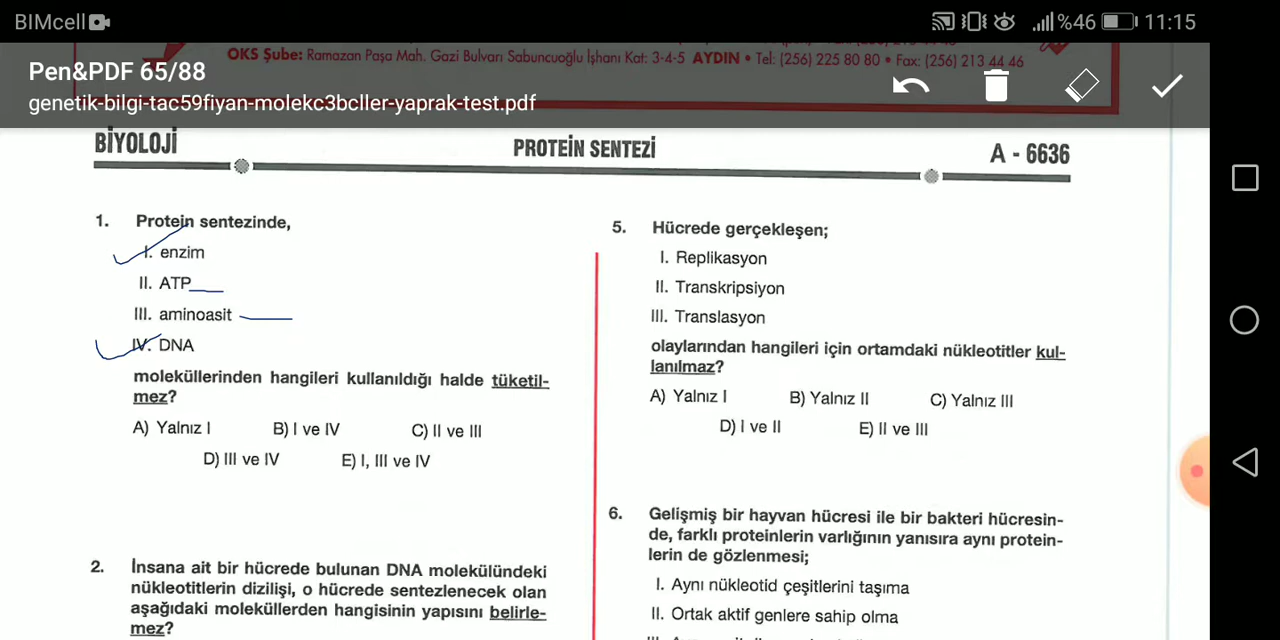 BIMcell
%46 11:15
OKS Şube: Ramazan Paşa Mah. Gazi Bulvarı Sabuncuoğlu İşhanı Kat: 3-4-5 AYDIN • Tel: (256) 225 80 80 • Fax: (256) 213 44 46
Pen&PDF 65/88
genetik-bilgi-tac59fiyan-molekc3bcller-yaprak-test.pdf
BİYOLOJİ
PROTEİN SENTEZİ
A - 6636
1. Protein sentezinde,
I. enzim
II. ATP
III. aminoasit
IV. DNA
moleküllerinden hangileri kullanıldığı halde tüketil-
mez?
A) Yalnız I B) I ve IV C) II ve III
D) III ve IV E) I, III ve IV
2. İnsana ait bir hücrede bulunan DNA molekülündeki
nükleotitlerin dizilişi, o hücrede sentezlenecek olan
aşağıdaki moleküllerden hangisinin yapısını belirle-
mez?
5. Hücrede gerçekleşen;
I. Replikasyon
II. Transkripsiyon
III. Translasyon
olaylarından hangileri için ortamdaki nükleotitler kul-
lanılmaz?
A) Yalnız I B) Yalnız II C) Yalnız III
D) I ve II E) II ve III
6. Gelişmiş bir hayvan hücresi ile bir bakteri hücresin-
de, farklı proteinlerin varlığının yanısıra aynı protein-
lerin de gözlenmesi;
I. Aynı nükleotid çeşitlerini taşıma
II. Ortak aktif genlere sahip olma